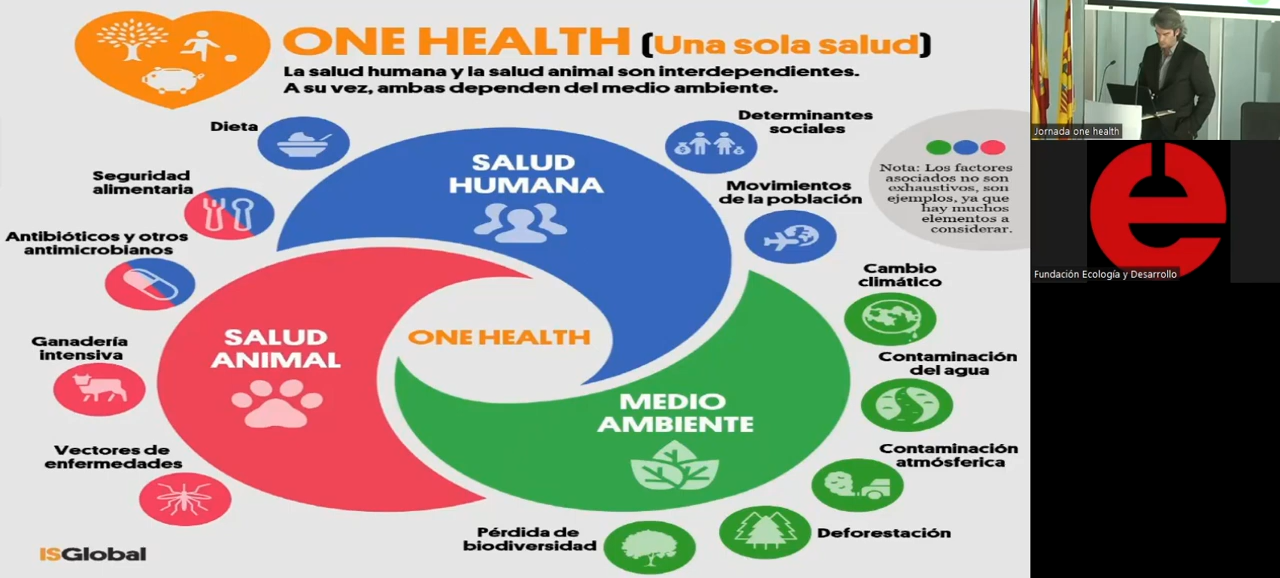 ONE HEALTH (Una sola salud)
La salud humana y la salud animal son interdependientes.
A su vez, ambas dependen del medio ambiente.
Dieta
Seguridad
alimentaria
Antibióticos y otros
antimicrobianos
Ganadería
intensiva
Vectores de
enfermedades
SALUD
HUMANA
SALUD
ANIMAL
ONE HEALTH
MEDIO
AMBIENTE
Determinantes
sociales
Movimientos
de la población
Cambio
climático
Contaminación
del agua
Contaminación
atmósferica
Deforestación
Pérdida de
biodiversidad
Nota: Los factores
asociados no son
exhaustivos, son
ejemplos, ya que
hay muchos
elementos a
considerar.
ISGlobal
Jornada one health
Fundación Ecología y Desarrollo